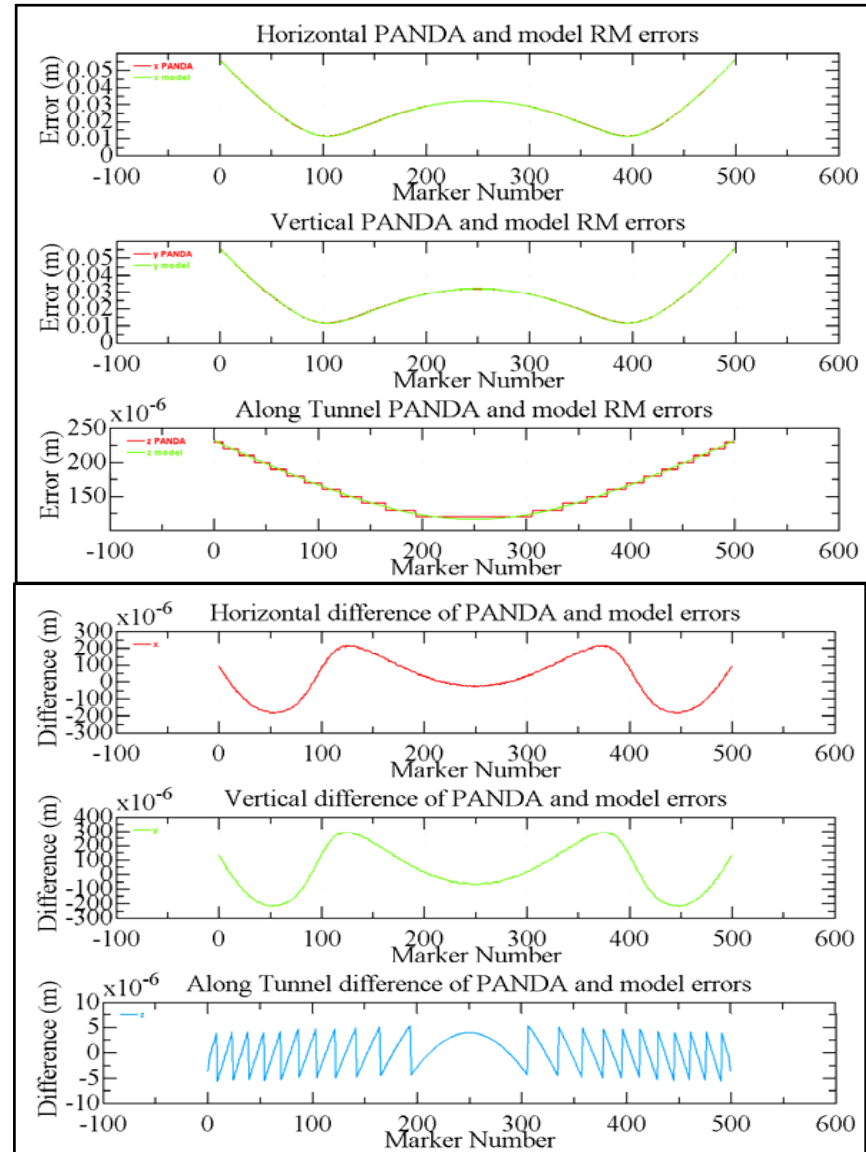 Horizontal PANDA and model RM errors
Error (m)
0.05
0.04
0.03
0.02
0.01
0
x PANDA
x model
-100 0 100 200 300 400 500 600
Marker Number
Vertical PANDA and model RM errors
Error (m)
0.05
0.04
0.03
0.02
0.01
0
y PANDA
y model
-100 0 100 200 300 400 500 600
Marker Number
x10-6 Along Tunnel PANDA and model RM errors
Error (m)
250
200
150
z PANDA
z model
-100 0 100 200 300 400 500 600
Marker Number
x10-6 Horizontal difference of PANDA and model errors
Difference (m)
300
200
100
0
-100
-200
-300
x
-100 0 100 200 300 400 500 600
Marker Number
x10-6 Vertical difference of PANDA and model errors
Difference (m)
400
300
200
100
0
-100
-200
-300
y
-100 0 100 200 300 400 500 600
Marker Number
x10-6 Along Tunnel difference of PANDA and model errors
Difference (m)
10
5
0
-5
-10
z
-100 0 100 200 300 400 500 600
Marker Number